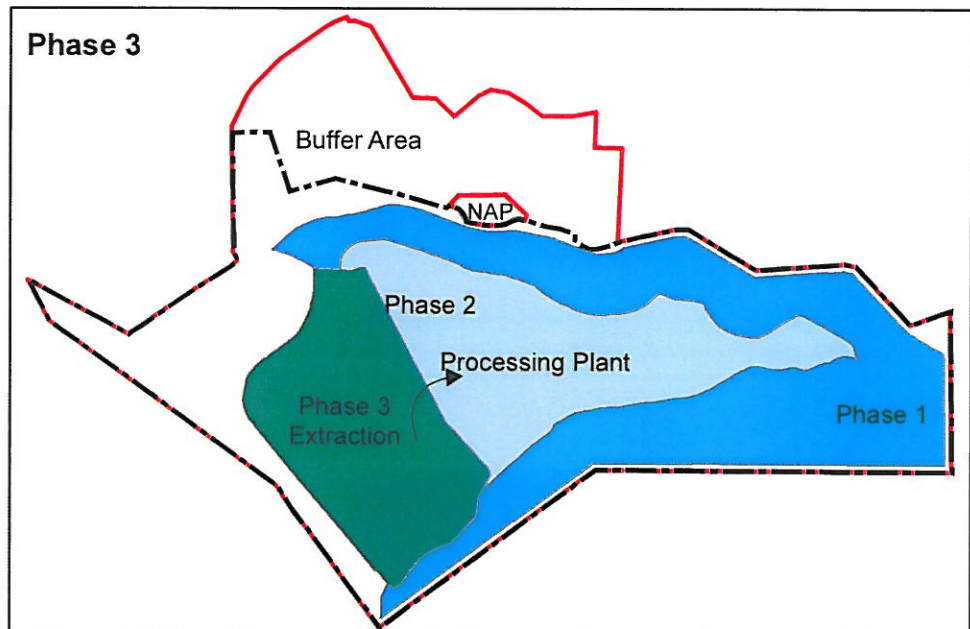 Phase 3
Buffer Area
NAP
Phase 2
Processing Plant
Phase 3
Extraction
Phase 1